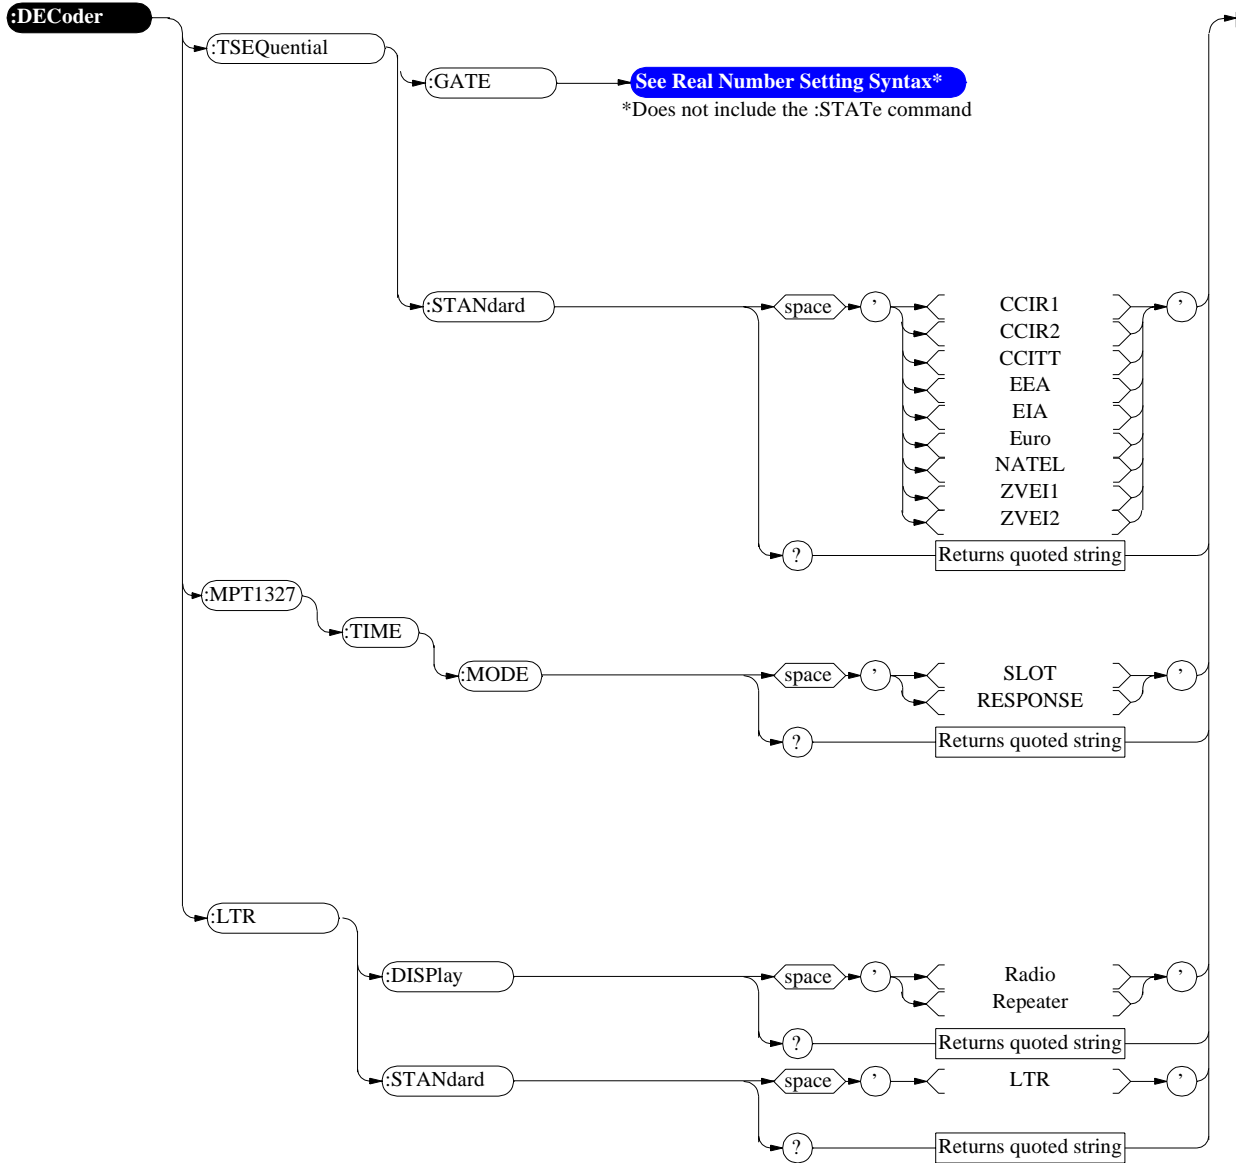 :DECoder
:TSEQuential
:GATE
See Real Number Setting Syntax*
*Does not include the :STATe command
:STANdard
space
’
CCIR1
CCIR2
CCITT
EEA
EIA
Euro
NATEL
ZVEI1
ZVEI2
’
?
Returns quoted string
:MPT1327
:TIME
:MODE
space
’
SLOT
RESPONSE
’
?
Returns quoted string
:LTR
:DISPlay
space
’
Radio
Repeater
’
?
Returns quoted string
:STANdard
space
’
LTR
’
?
Returns quoted string